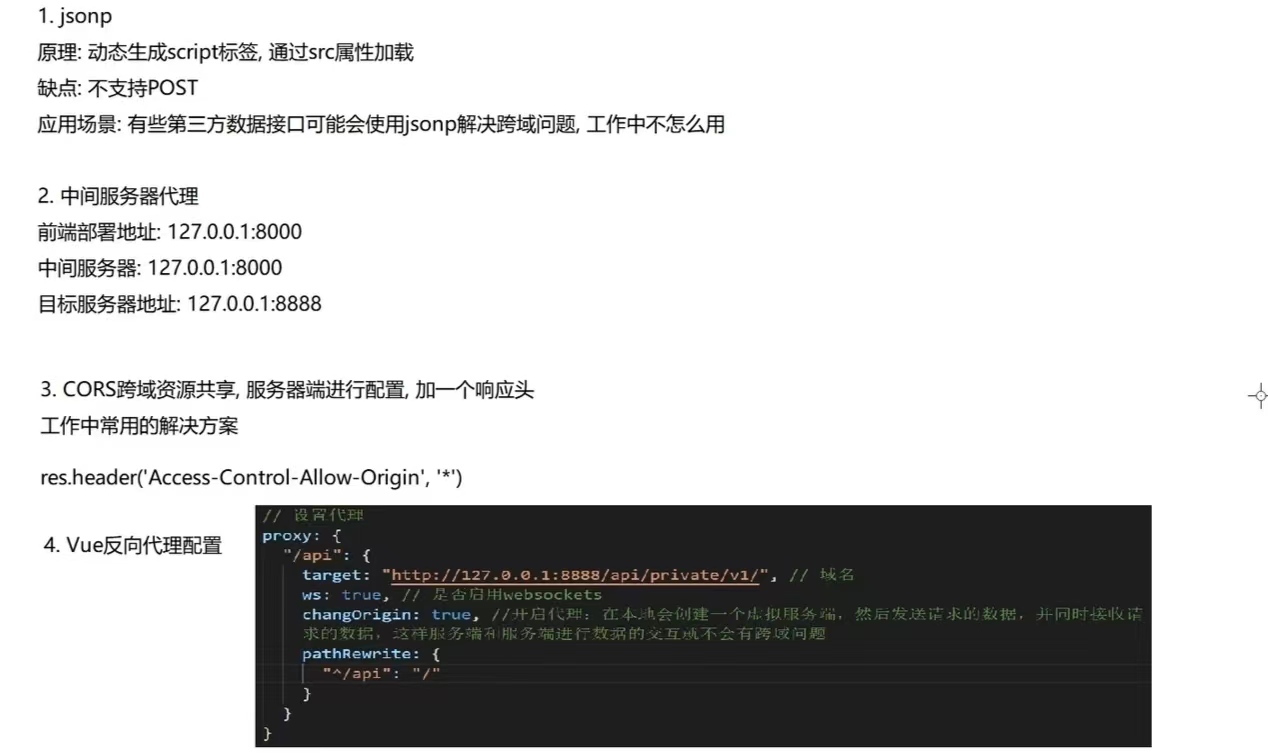 1. jsonp
原理: 动态生成script标签, 通过src属性加载
缺点: 不支持POST
应用场景: 有些第三方数据接口可能会使用jsonp解决跨域问题, 工作中不怎么用
2. 中间服务器代理
前端部署地址: 127.0.0.1:8000
中间服务器: 127.0.0.1:8000
目标服务器地址: 127.0.0.1:8888
3. CORS跨域资源共享, 服务器端进行配置, 加一个响应头
工作中常用的解决方案
res.header('Access-Control-Allow-Origin', '*')
4. Vue反向代理配置
// 设置代理
proxy: {
"/api": {
target: "http://127.0.0.1:8888/api/private/v1/", // 域名
ws: true, // 是否启用websockets
changOrigin: true, //开启代理：在本地会创建一个虚拟服务端，然后发送请求的数据，并同时接收请
求的数据，这样服务端和服务端进行数据的交互就不会有跨域问题
pathRewrite: {
"^/api": "/"
}
}
}